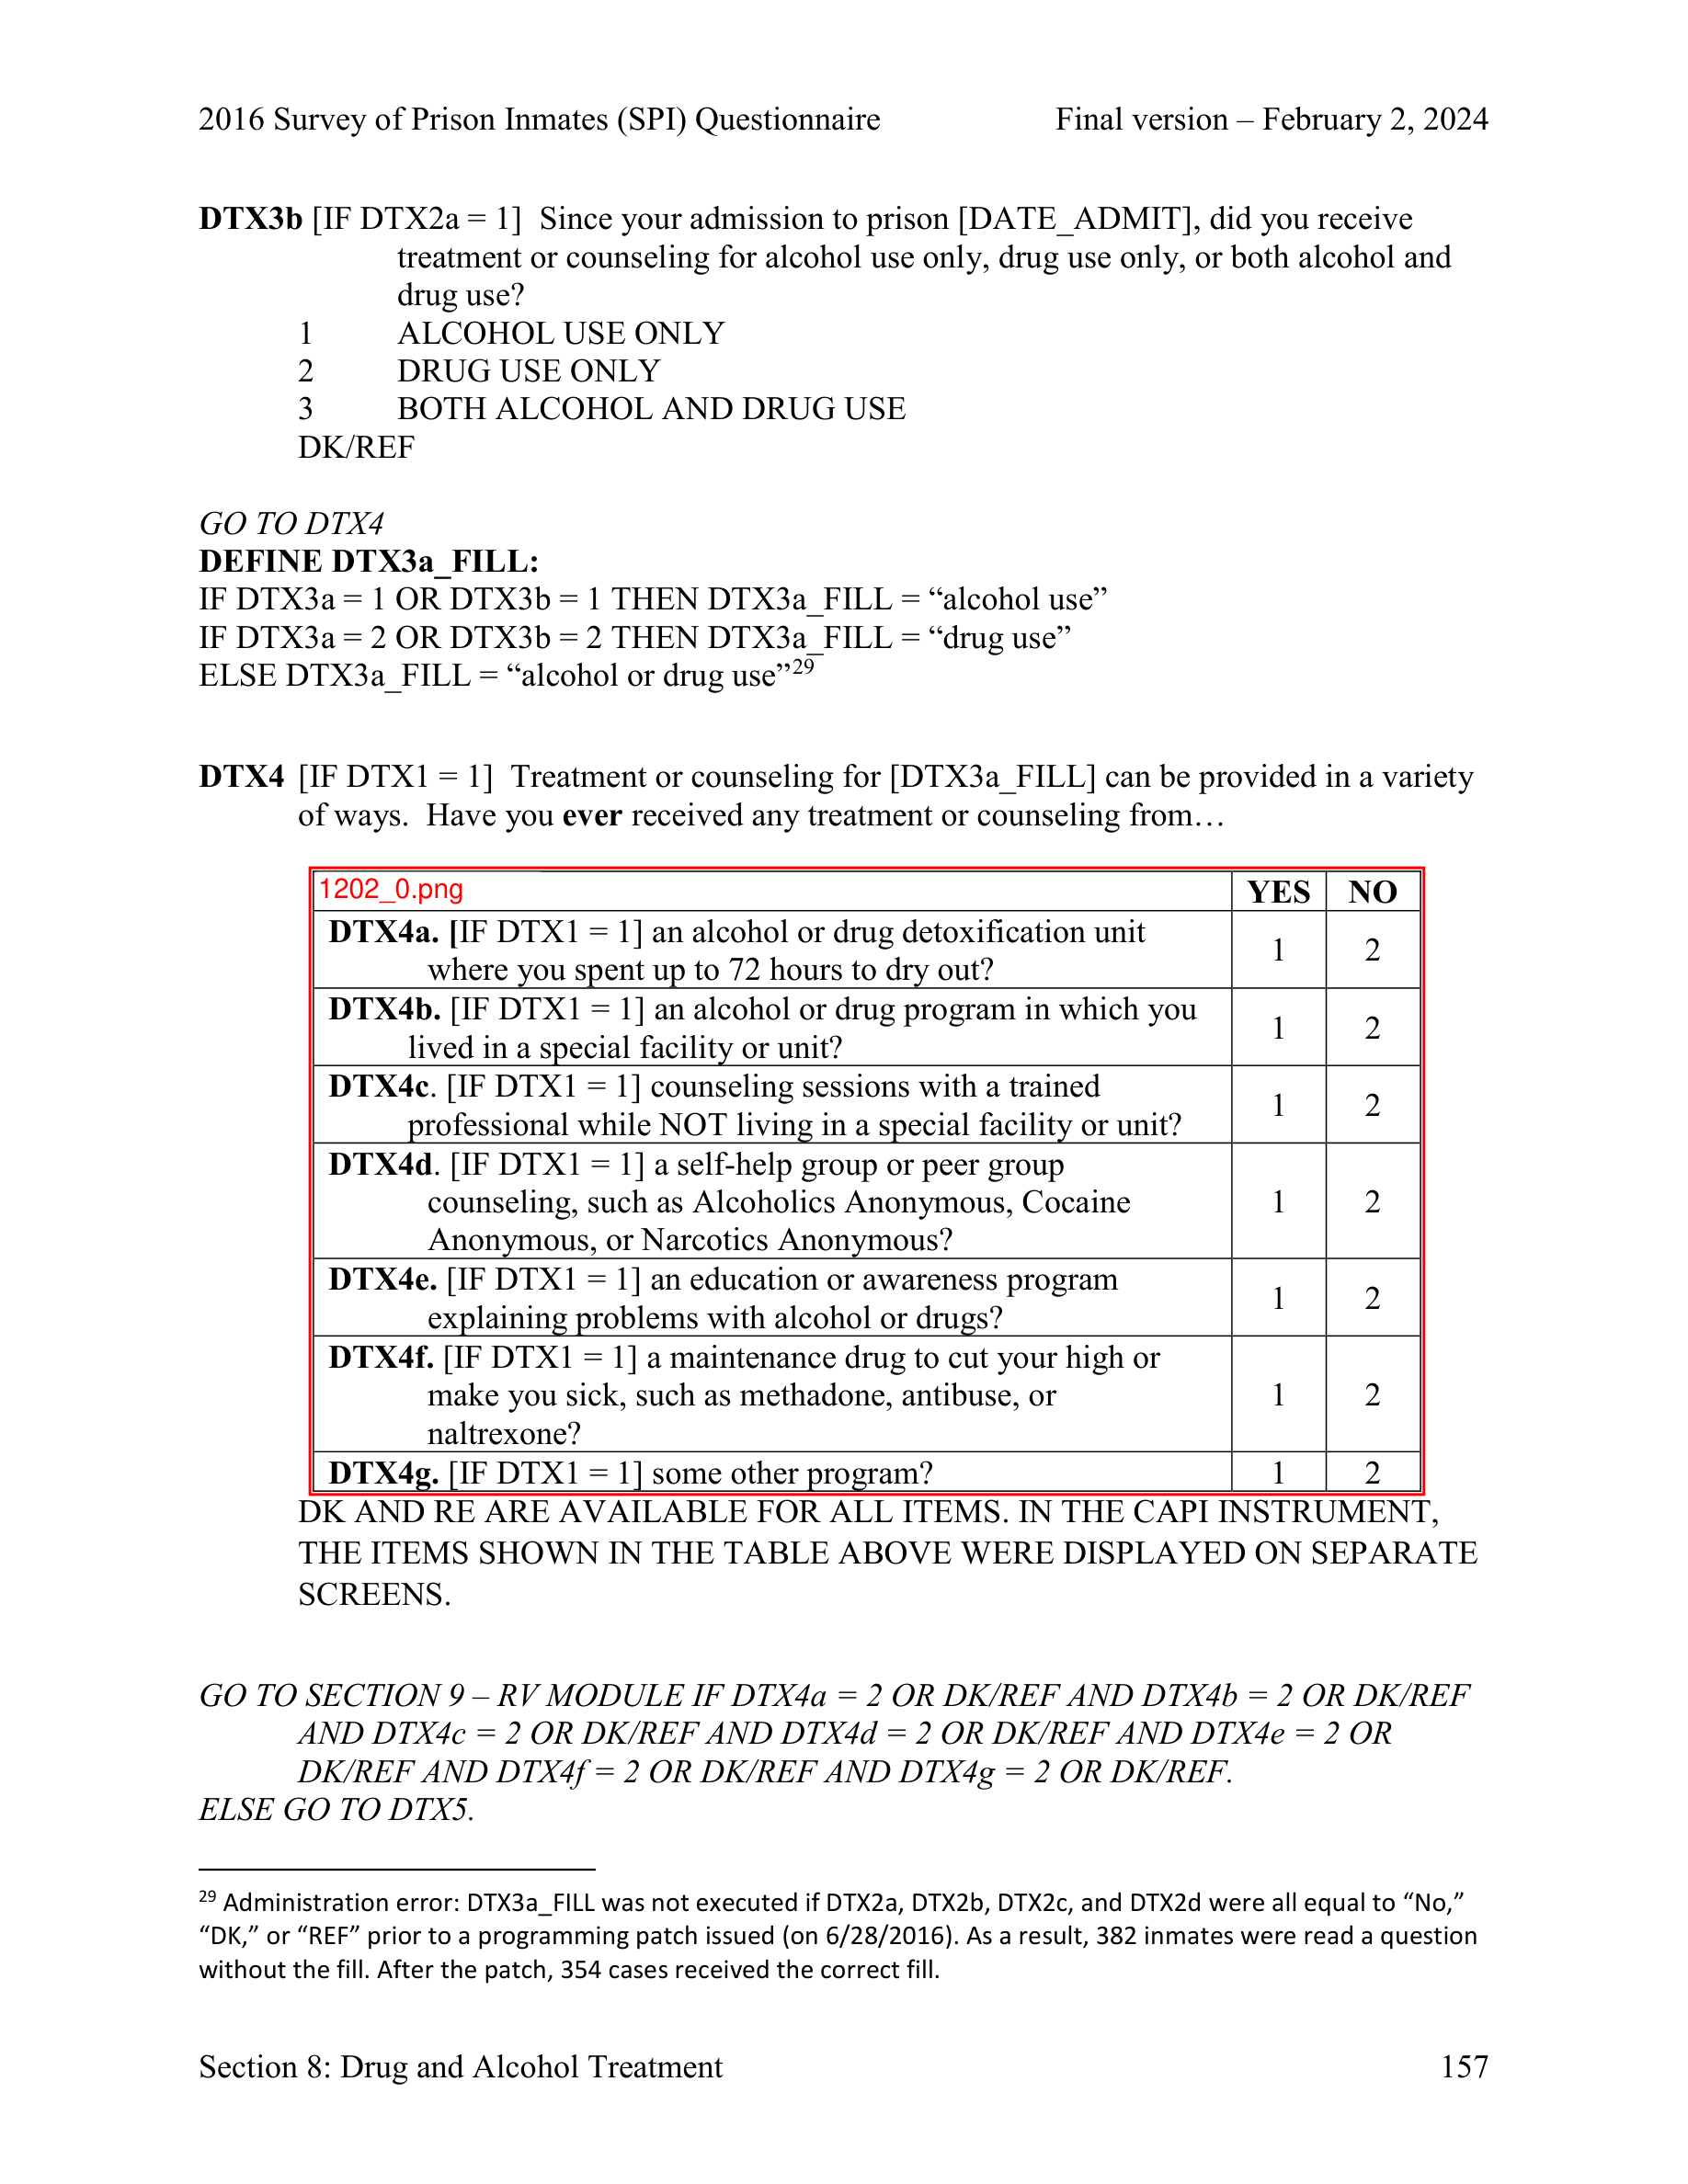 2016 Survey of Prison Inmates (SPI) Questionnaire Final version – February 2, 2024
DTX3b [IF DTX2a = 1] Since your admission to prison [DATE_ADMIT], did you receive
treatment or counseling for alcohol use only, drug use only, or both alcohol and
drug use?
1 ALCOHOL USE ONLY
2 DRUG USE ONLY
3 BOTH ALCOHOL AND DRUG USE
DK/REF
GO TO DTX4
DEFINE DTX3a_FILL:
IF DTX3a = 1 OR DTX3b = 1 THEN DTX3a_FILL = “alcohol use”
IF DTX3a = 2 OR DTX3b = 2 THEN DTX3a_FILL = “drug use”
ELSE DTX3a_FILL = “alcohol or drug use”29
DTX4 [IF DTX1 = 1] Treatment or counseling for [DTX3a_FILL] can be provided in a variety
of ways. Have you ever received any treatment or counseling from…
1202_0.png YES NO
DTX4a. [IF DTX1 = 1] an alcohol or drug detoxification unit
where you spent up to 72 hours to dry out? 1 2
DTX4b. [IF DTX1 = 1] an alcohol or drug program in which you
lived in a special facility or unit? 1 2
DTX4c. [IF DTX1 = 1] counseling sessions with a trained
professional while NOT living in a special facility or unit? 1 2
DTX4d. [IF DTX1 = 1] a self-help group or peer group
counseling, such as Alcoholics Anonymous, Cocaine 1 2
Anonymous, or Narcotics Anonymous?
DTX4e. [IF DTX1 = 1] an education or awareness program
explaining problems with alcohol or drugs? 1 2
DTX4f. [IF DTX1 = 1] a maintenance drug to cut your high or
make you sick, such as methadone, antibuse, or 1 2
naltrexone?
DTX4g. [IF DTX1 = 1] some other program? 1 2
DK AND RE ARE AVAILABLE FOR ALL ITEMS. IN THE CAPI INSTRUMENT,
THE ITEMS SHOWN IN THE TABLE ABOVE WERE DISPLAYED ON SEPARATE
SCREENS.
GO TO SECTION 9 – RV MODULE IF DTX4a = 2 OR DK/REF AND DTX4b = 2 OR DK/REF
AND DTX4c = 2 OR DK/REF AND DTX4d = 2 OR DK/REF AND DTX4e = 2 OR
DK/REF AND DTX4f = 2 OR DK/REF AND DTX4g = 2 OR DK/REF.
ELSE GO TO DTX5.
29 Administration error: DTX3a_FILL was not executed if DTX2a, DTX2b, DTX2c, and DTX2d were all equal to “No,”
“DK,” or “REF” prior to a programming patch issued (on 6/28/2016). As a result, 382 inmates were read a question
without the fill. After the patch, 354 cases received the correct fill.
Section 8: Drug and Alcohol Treatment 157